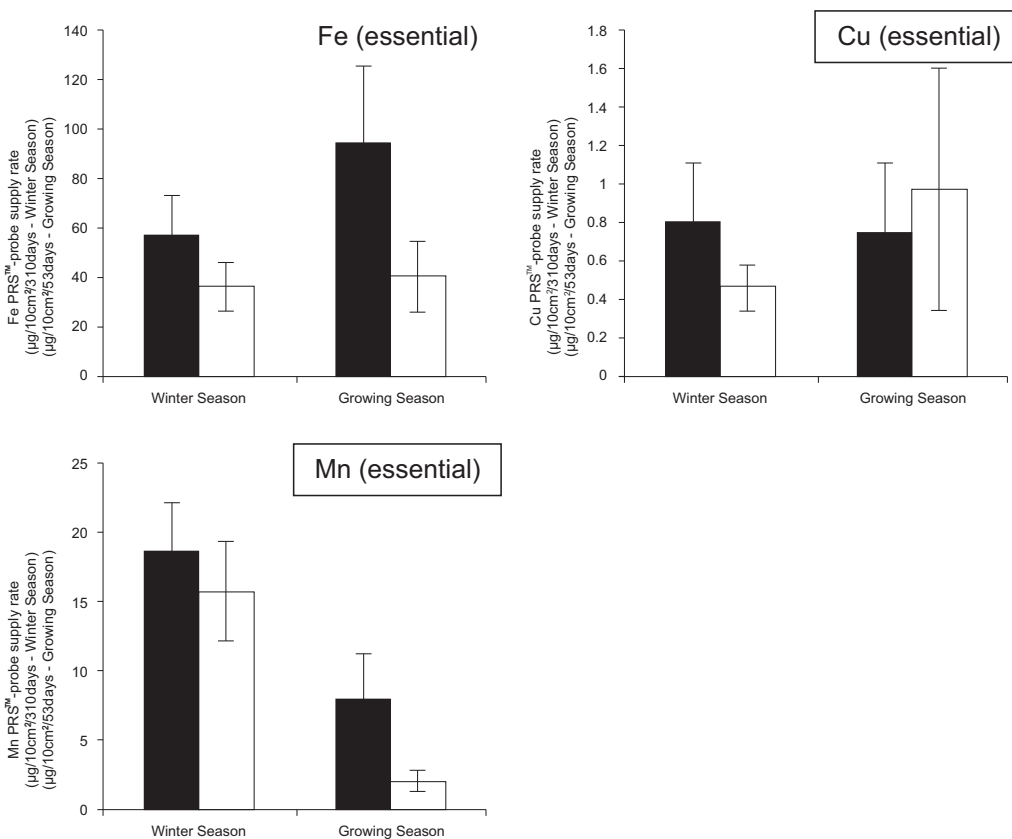 Fe (essential)
140
120
100
80
60
40
20
0
Fe PRS™-probe supply rate
(µg/10cm²/310days - Winter Season)
(µg/10cm²/53days - Growing Season)
Winter Season
Growing Season
Cu (essential)
1.8
1.6
1.4
1.2
1
0.8
0.6
0.4
0.2
0
Cu PRS™-probe supply rate
(µg/10cm²/310days - Winter Season)
(µg/10cm²/53days - Growing Season)
Winter Season
Growing Season
Mn (essential)
25
20
15
10
5
0
Mn PRS™-probe supply rate
(µg/10cm²/310days - Winter Season)
(µg/10cm²/53days - Growing Season)
Winter Season
Growing Season